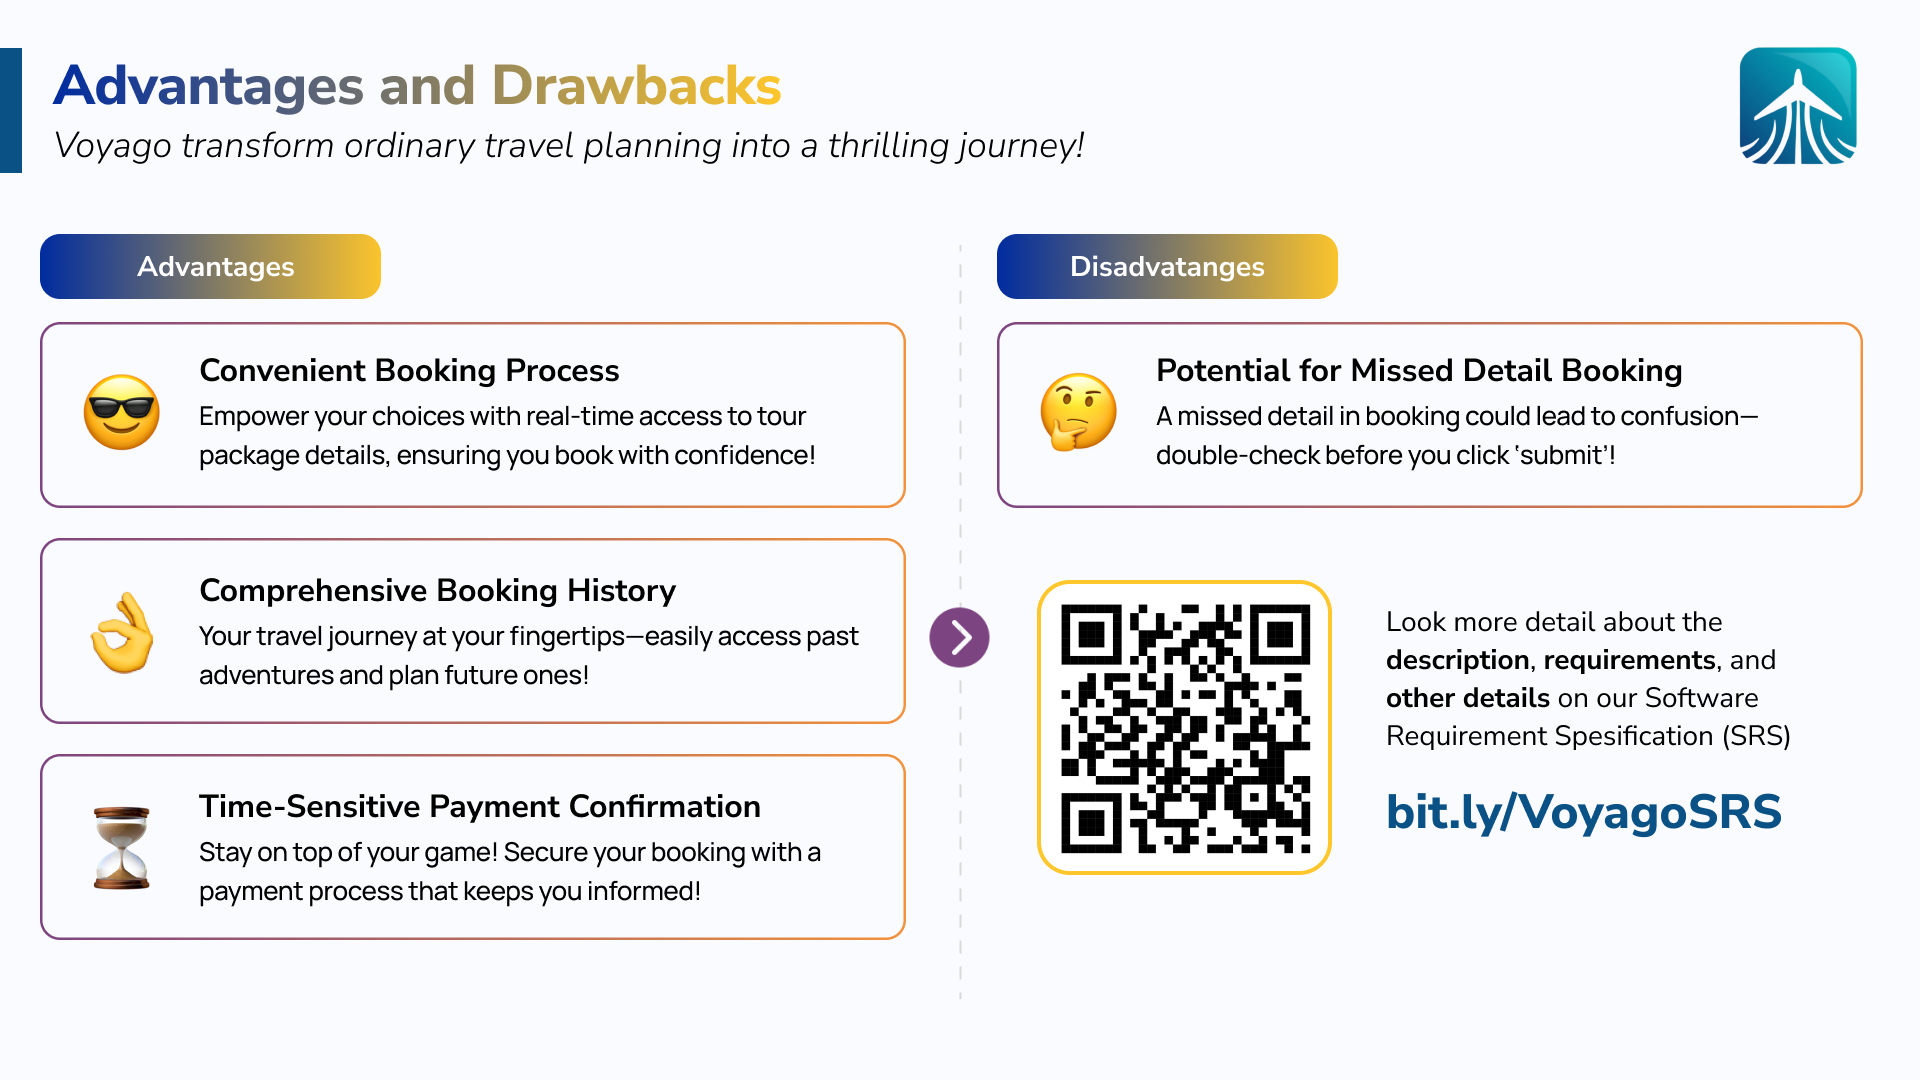 Advantages and Drawbacks
Voyago transform ordinary travel planning into a thrilling journey!
Advantages
Convenient Booking Process
Empower your choices with real-time access to tour
package details, ensuring you book with confidence!
Comprehensive Booking History
Your travel journey at your fingertips—easily access past
adventures and plan future ones!
Time-Sensitive Payment Confirmation
Stay on top of your game! Secure your booking with a
payment process that keeps you informed!
Disadvatanges
Potential for Missed Detail Booking
A missed detail in booking could lead to confusion—
double-check before you click ‘submit’!
Look more detail about the
description, requirements, and
other details on our Software
Requirement Spesification (SRS)
bit.ly/VoyagoSRS